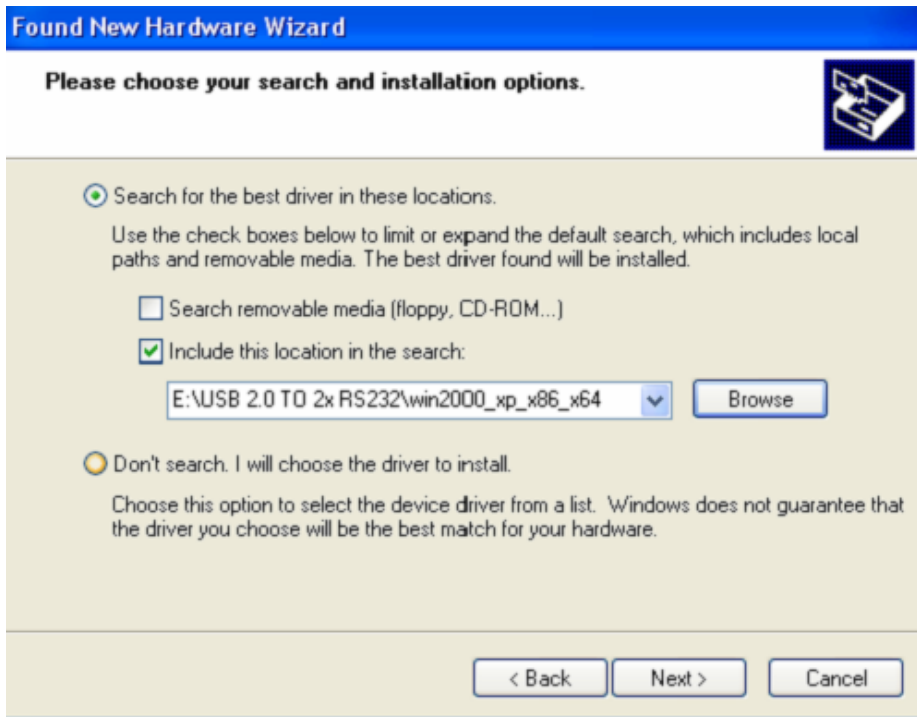 Found New Hardware Wizard
Please choose your search and installation options.
Search for the best driver in these locations.
Use the check boxes below to limit or expand the default search, which includes local
paths and removable media. The best driver found will be installed.
Search removable media (floppy, CD-ROM...)
Include this location in the search:
E:\USB 2.0 TO 2x RS232\win2000_xp_x86_x64
Browse
Don't search. I will choose the driver to install.
Choose this option to select the device driver from a list. Windows does not guarantee that
the driver you choose will be the best match for your hardware.
< Back
Next >
Cancel